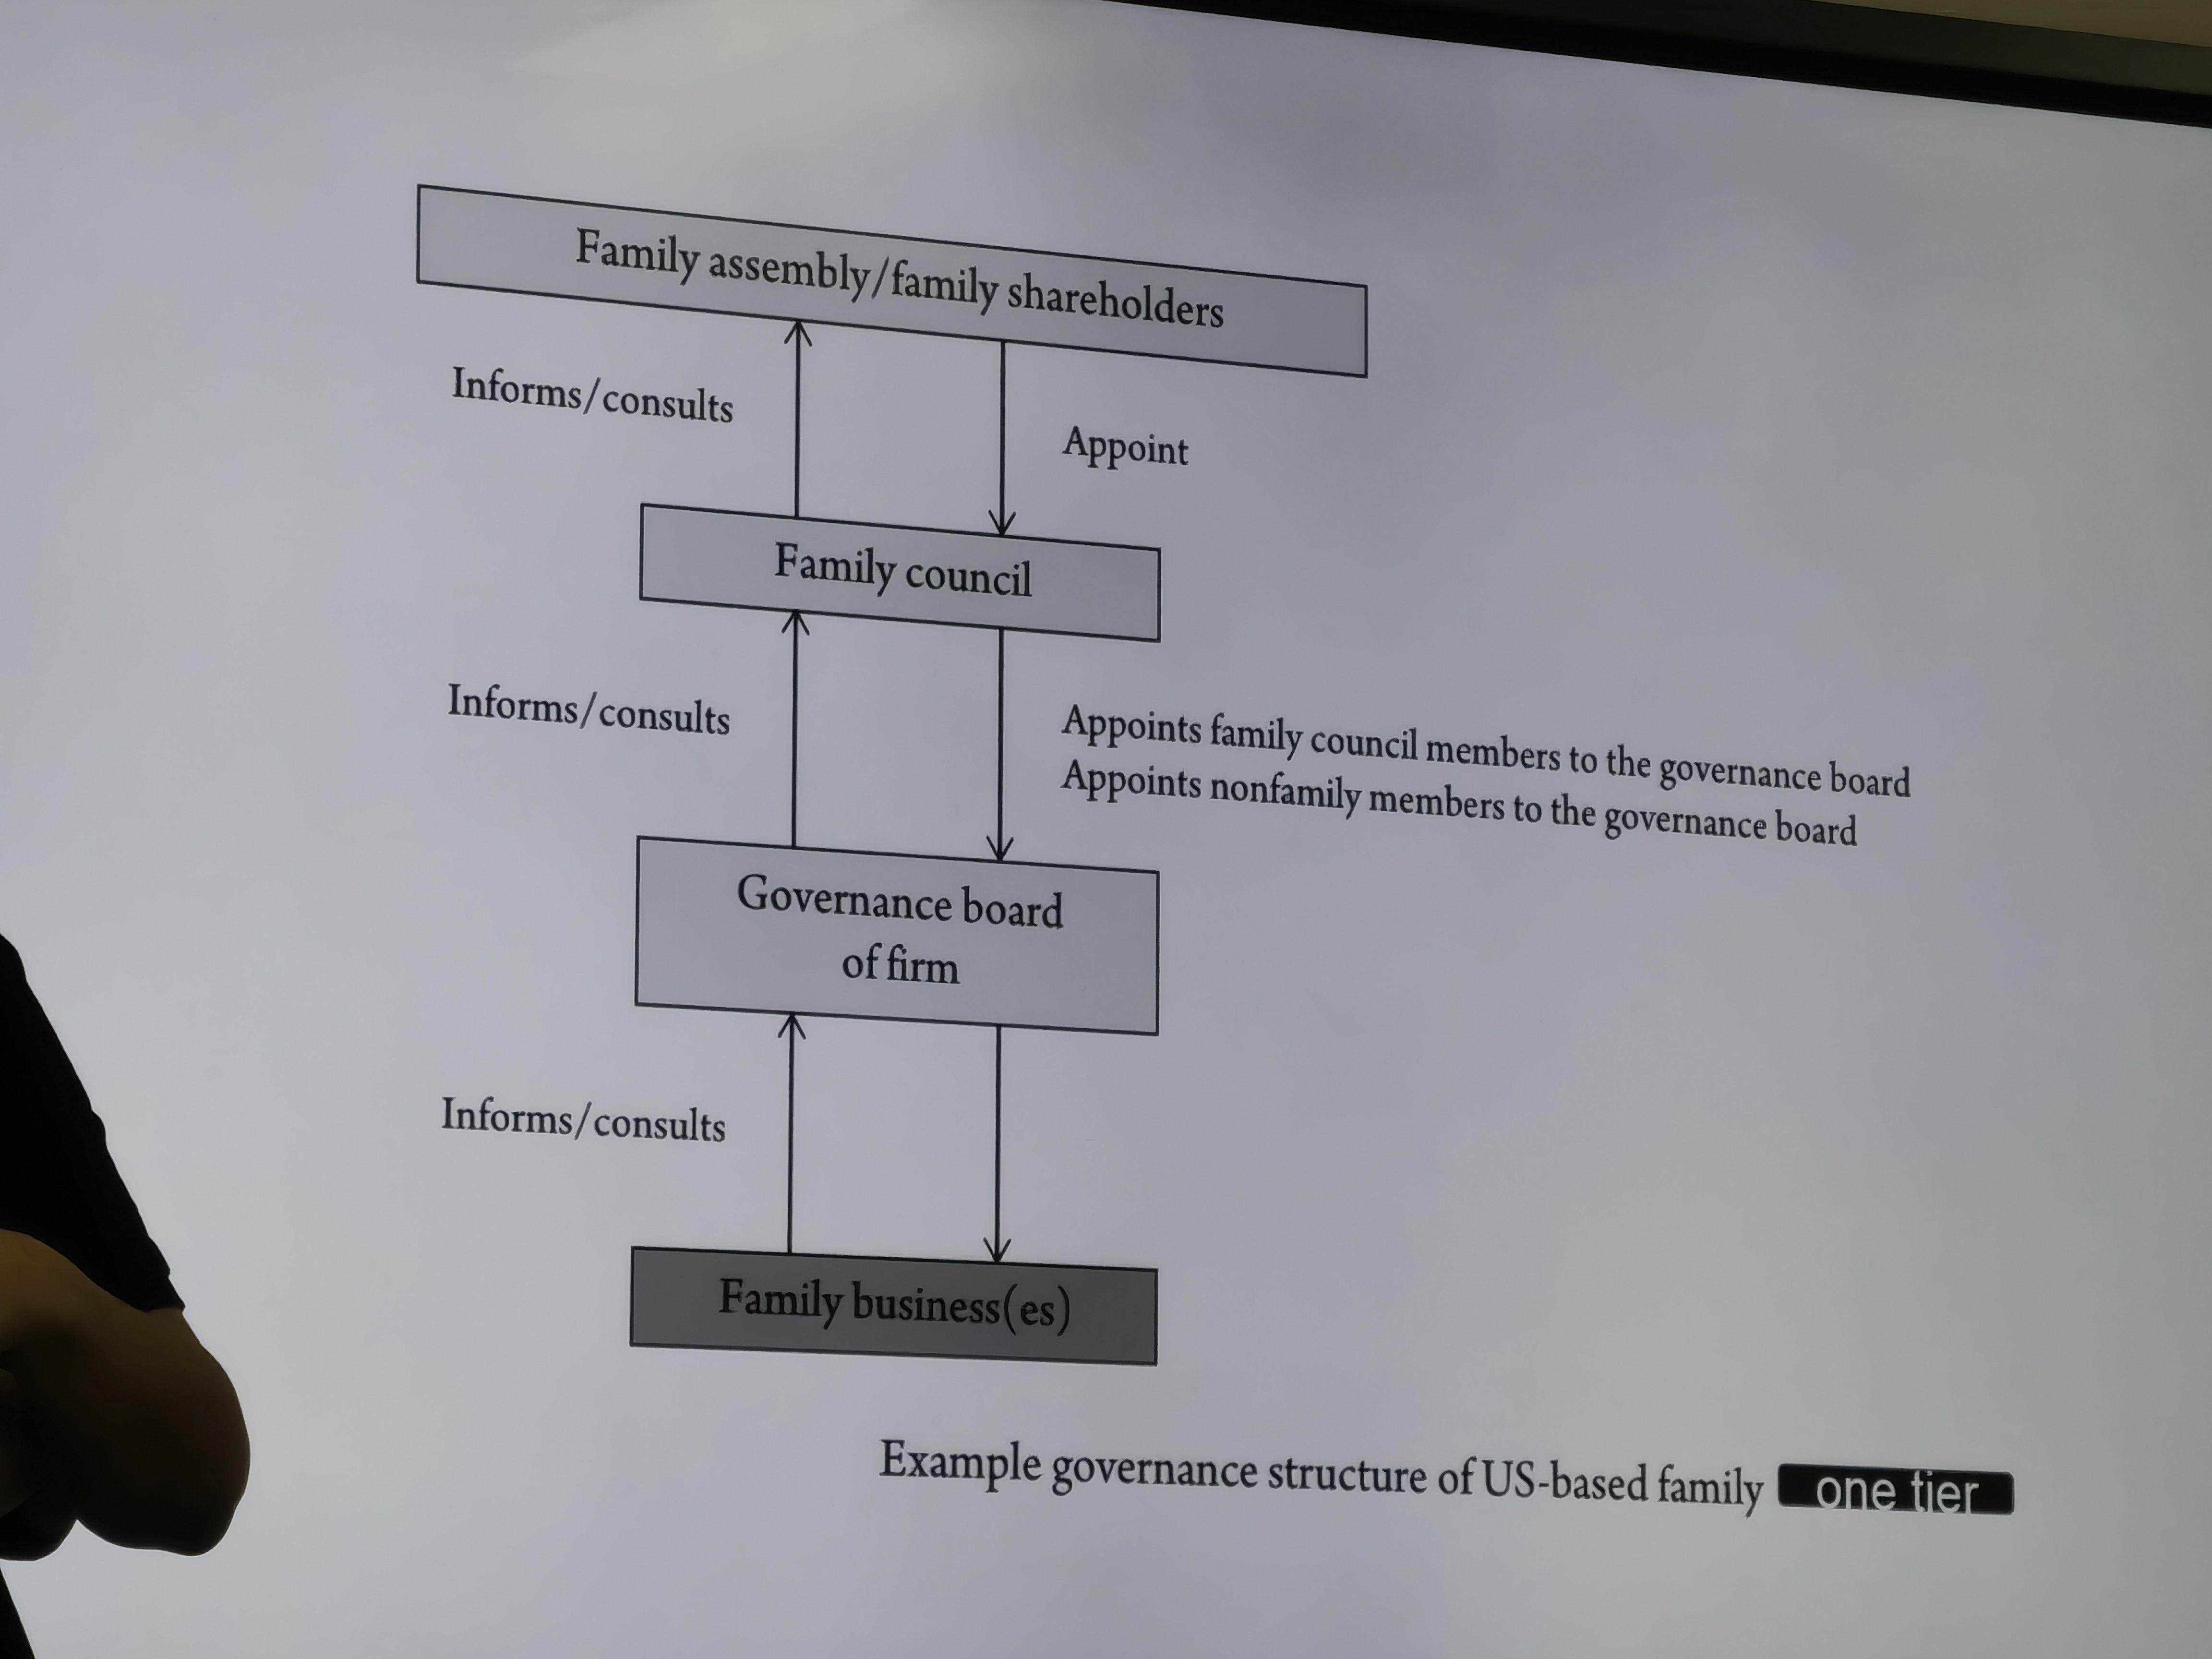 Family assembly/family shareholders
Informs/consults
Appoint
Family council
Informs/consults
Appoints family council members to the governance board
Appoints nonfamily members to the governance board
Governance board
of firm
Informs/consults
Family business(es)
Example governance structure of US-based family one tier